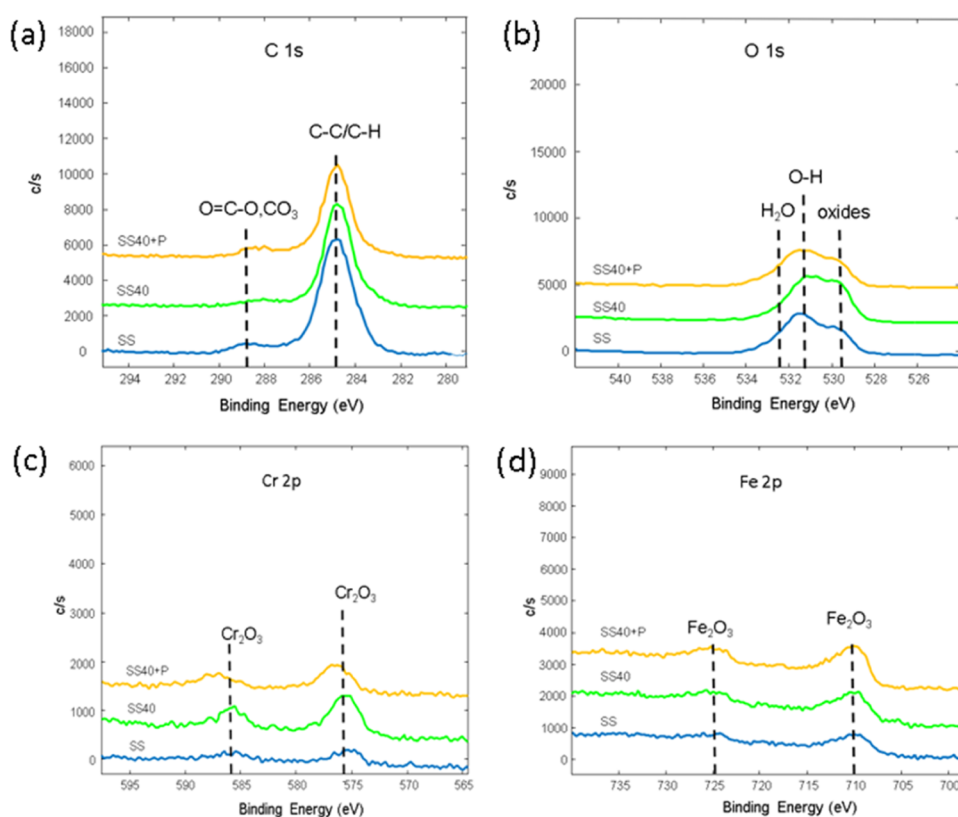 (a)
C 1s
18000
16000
14000
12000
10000
8000
6000
4000
2000
0
c/s
C-C/C-H
O=C-O,CO₃
SS40+P
SS40
SS
294 292 290 288 286 284 282 280
Binding Energy (eV)
(b)
O 1s
20000
15000
10000
5000
0
c/s
O-H
H₂O oxides
SS40+P
SS40
SS
540 538 536 534 532 530 528 526
Binding Energy (eV)
(c)
Cr 2p
6000
5000
4000
3000
2000
1000
0
c/s
Cr₂O₃
Cr₂O₃
SS40+P
SS40
SS
595 590 585 580 575 570 565
Binding Energy (eV)
(d)
Fe 2p
9000
8000
7000
6000
5000
4000
3000
2000
1000
0
c/s
Fe₂O₃
Fe₂O₃
SS40+P
SS40
SS
735 730 725 720 715 710 705 700
Binding Energy (eV)